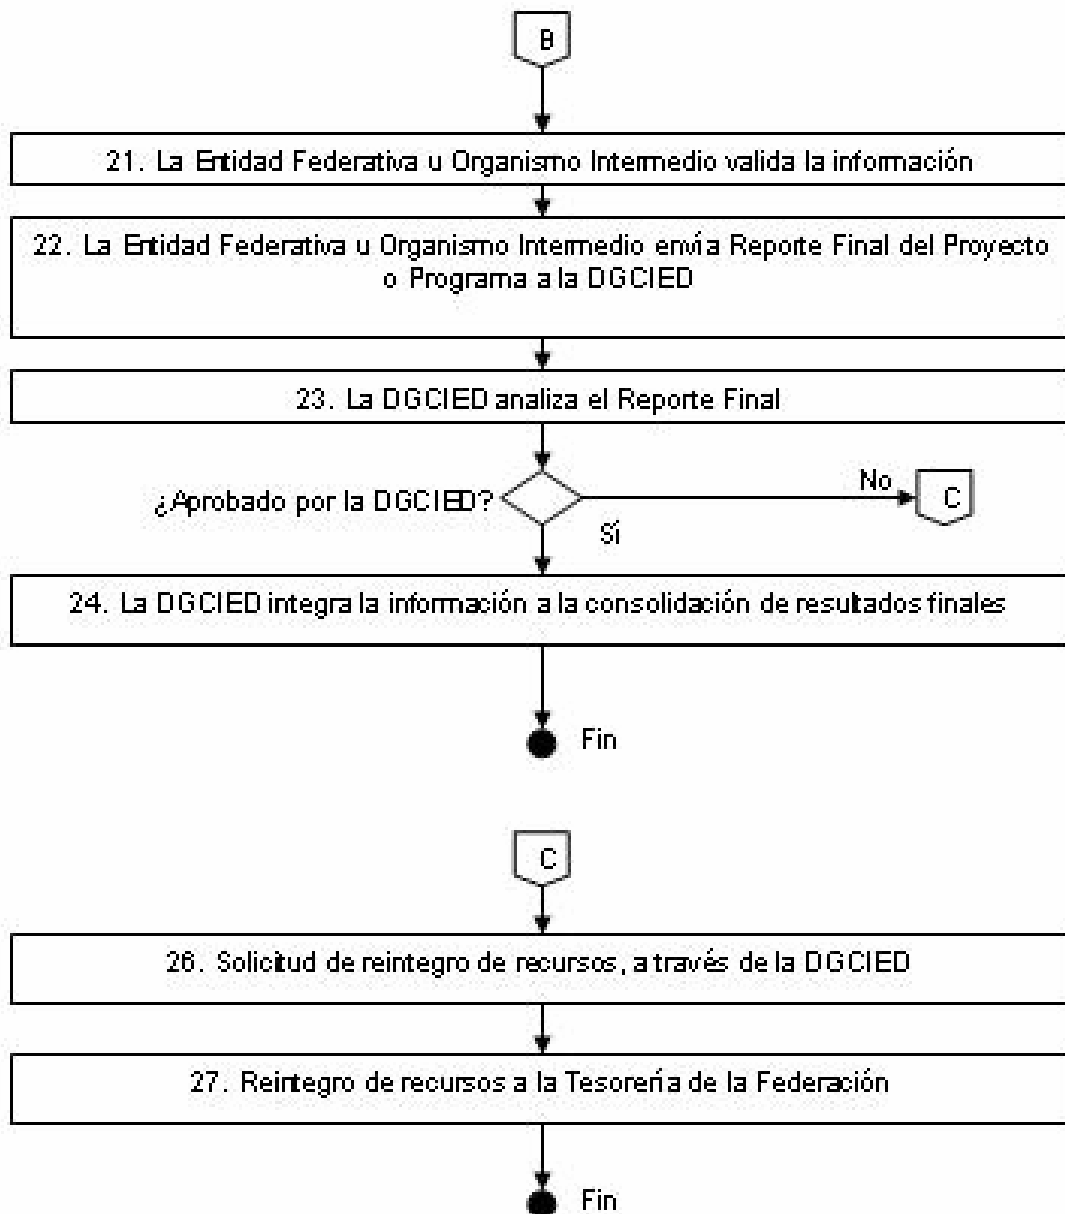 B
21. La Entidad Federativa u Organismo Intermedio valida la información
22. La Entidad Federativa u Organismo Intermedio envía Reporte Final del Proyecto
o Programa a la DGCIED
23. La DGCIED analiza el Reporte Final
¿Aprobado por la DGCIED?
No
C
Sí
24. La DGCIED integra la información a la consolidación de resultados finales
Fin
C
26. Solicitud de reintegro de recursos, a través de la DGCIED
27. Reintegro de recursos a la Tesorería de la Federación
Fin